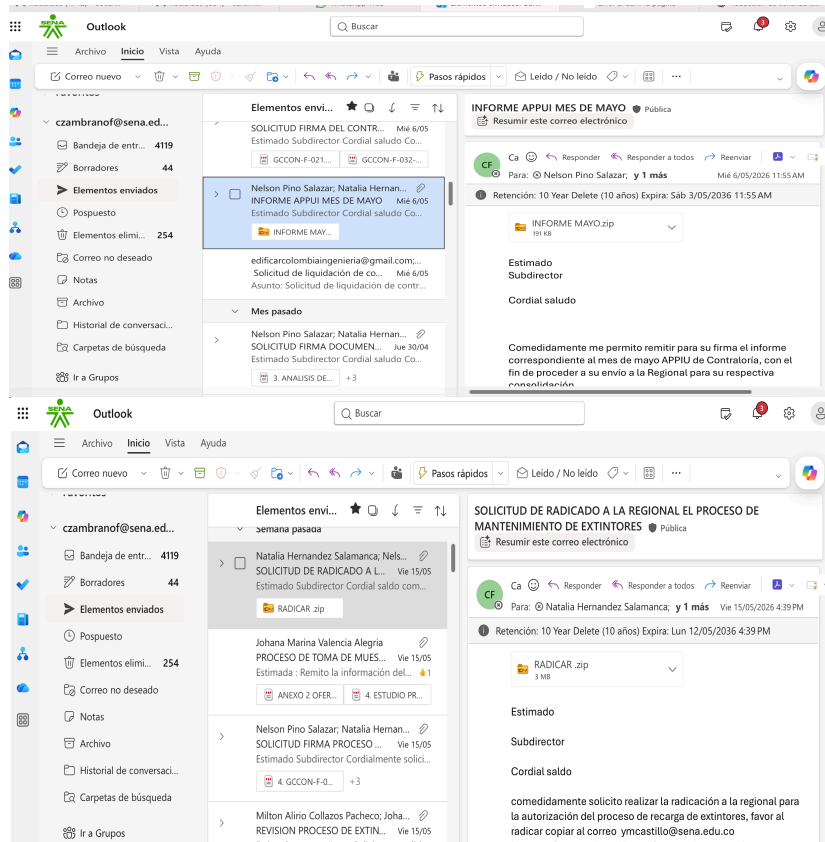 SENA
Outlook
Buscar
3
Archivo Inicio Vista Ayuda
Correo nuevo
Pasos rápidos
Leído / No leído
czambranof@sena.ed...
Bandeja de entr... 4119
Borradores 44
Elementos enviados
Pospuesto
Elementos elimi... 254
Correo no deseado
Notas
Archivo
Historial de conversaci...
Carpetas de búsqueda
Ir a Grupos
Elementos envi...
SOLICITUD FIRMA DEL CONTR... Mié 6/05
Estimado Subdirector Cordial saludo Co...
GCCON-F-021.... GCCON-F-032-...
Nelson Pino Salazar; Natalia Hernan...
INFORME APPUI MES DE MAYO Mié 6/05
Estimado Subdirector Cordial saludo Co...
INFORME MAY...
edificarcolombiaingenieria@gmail.com;...
Solicitud de liquidación de co... Mié 6/05
Asunto: Solicitud de liquidación de contr...
Mes pasado
Nelson Pino Salazar; Natalia Hernan...
SOLICITUD FIRMA DOCUMEN... Jue 30/04
Estimado Subdirector Cordial saludo Co...
3. ANALISIS DE... +3
INFORME APPUI MES DE MAYO Pública
Resumir este correo electrónico
CF
Ca Responder Responder a todos Reenviar
Para: Nelson Pino Salazar; y 1 más Mié 6/05/2026 11:55 AM
Retención: 10 Year Delete (10 años) Expira: Sáb 3/05/2036 11:55 AM
INFORME MAYO.zip
191 KB
Estimado
Subdirector
Cordial saludo
Comedidamente me permito remitir para su firma el informe
correspondiente al mes de mayo APPIU de Contraloría, con el
fin de proceder a su envío a la Regional para su respectiva
consolidación
SENA
Outlook
Buscar
3
Archivo Inicio Vista Ayuda
Correo nuevo
Pasos rápidos
Leído / No leído
czambranof@sena.ed...
Bandeja de entr... 4119
Borradores 44
Elementos enviados
Pospuesto
Elementos elimi... 254
Correo no deseado
Notas
Archivo
Historial de conversaci...
Carpetas de búsqueda
Ir a Grupos
Elementos envi...
Semana pasada
Natalia Hernandez Salamanca; Nels...
SOLICITUD DE RADICADO A L... Vie 15/05
Estimado Subdirector Cordial saldo com...
RADICAR .zip
Johana Marina Valencia Alegria
PROCESO DE TOMA DE MUES... Vie 15/05
Estimada : Remito la información del... 1
ANEXO 2 OFER... 4. ESTUDIO PR...
Nelson Pino Salazar; Natalia Hernan...
SOLICITUD FIRMA PROCESO ... Vie 15/05
Estimado Subdirector Cordialmente solici...
4. GCCON-F-0... +3
Milton Alirio Collazos Pacheco; Joha...
REVISION PROCESO DE EXTIN... Vie 15/05
SOLICITUD DE RADICADO A LA REGIONAL EL PROCESO DE
MANTENIMIENTO DE EXTINTORES Pública
Resumir este correo electrónico
CF
Ca Responder Responder a todos Reenviar
Para: Natalia Hernandez Salamanca; y 1 más Vie 15/05/2026 4:39 PM
Retención: 10 Year Delete (10 años) Expira: Lun 12/05/2036 4:39 PM
RADICAR .zip
3 MB
Estimado
Subdirector
Cordial saldo
comedidamente solicito realizar la radicación a la regional para
la autorización del proceso de recarga de extintores, favor al
radicar copiar al correo ymcastillo@sena.edu.co